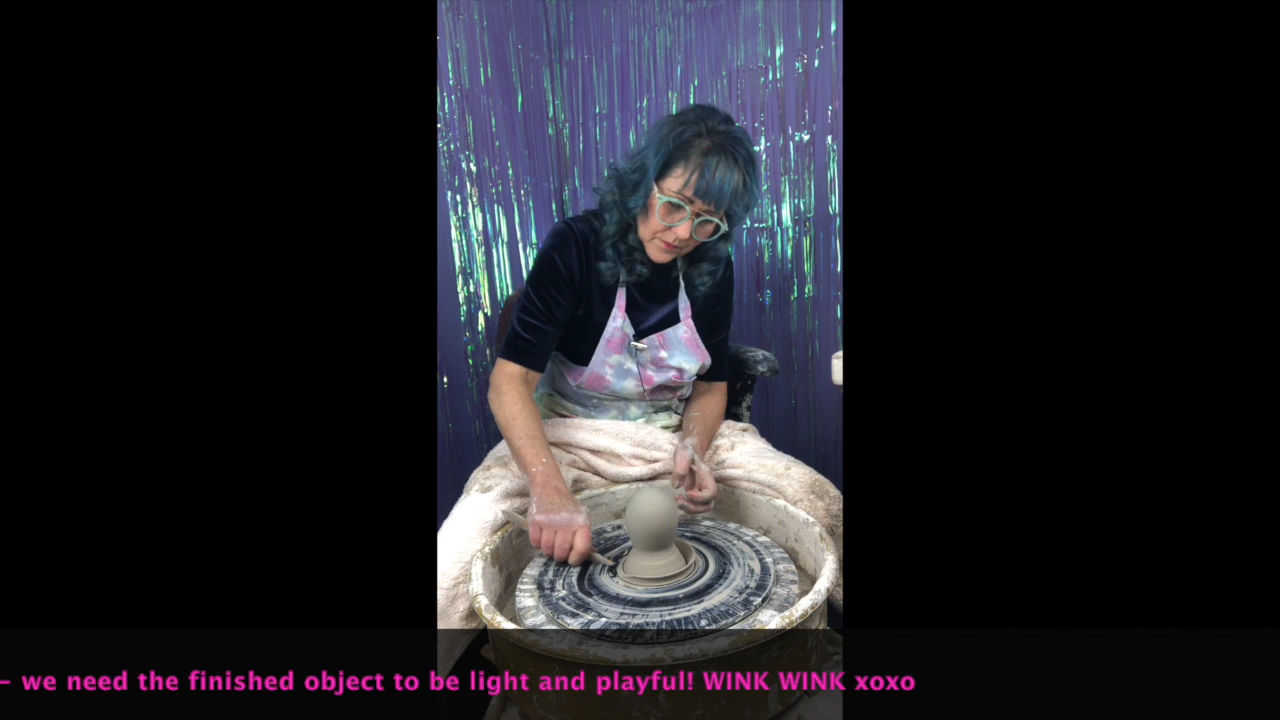 – we need the finished object to be light and playful! WINK WINK xoxo